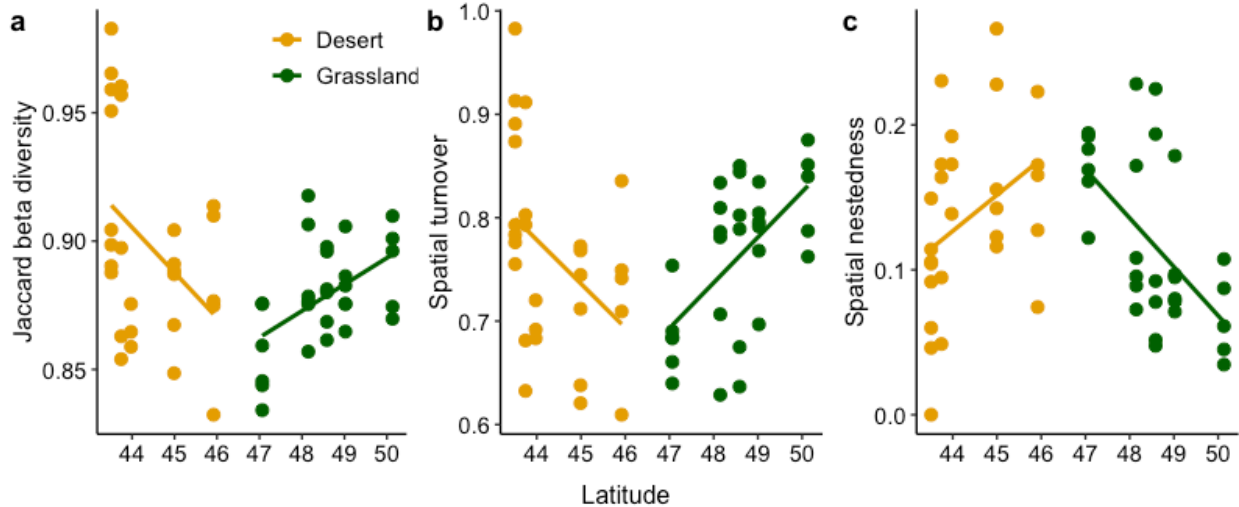 a
Desert
Grassland
Jaccard beta diversity
0.95
0.90
0.85
44 45 46 47 48 49 50
b
Spatial turnover
1.0
0.9
0.8
0.7
0.6
44 45 46 47 48 49 50
c
Spatial nestedness
0.2
0.1
0.0
44 45 46 47 48 49 50
Latitude